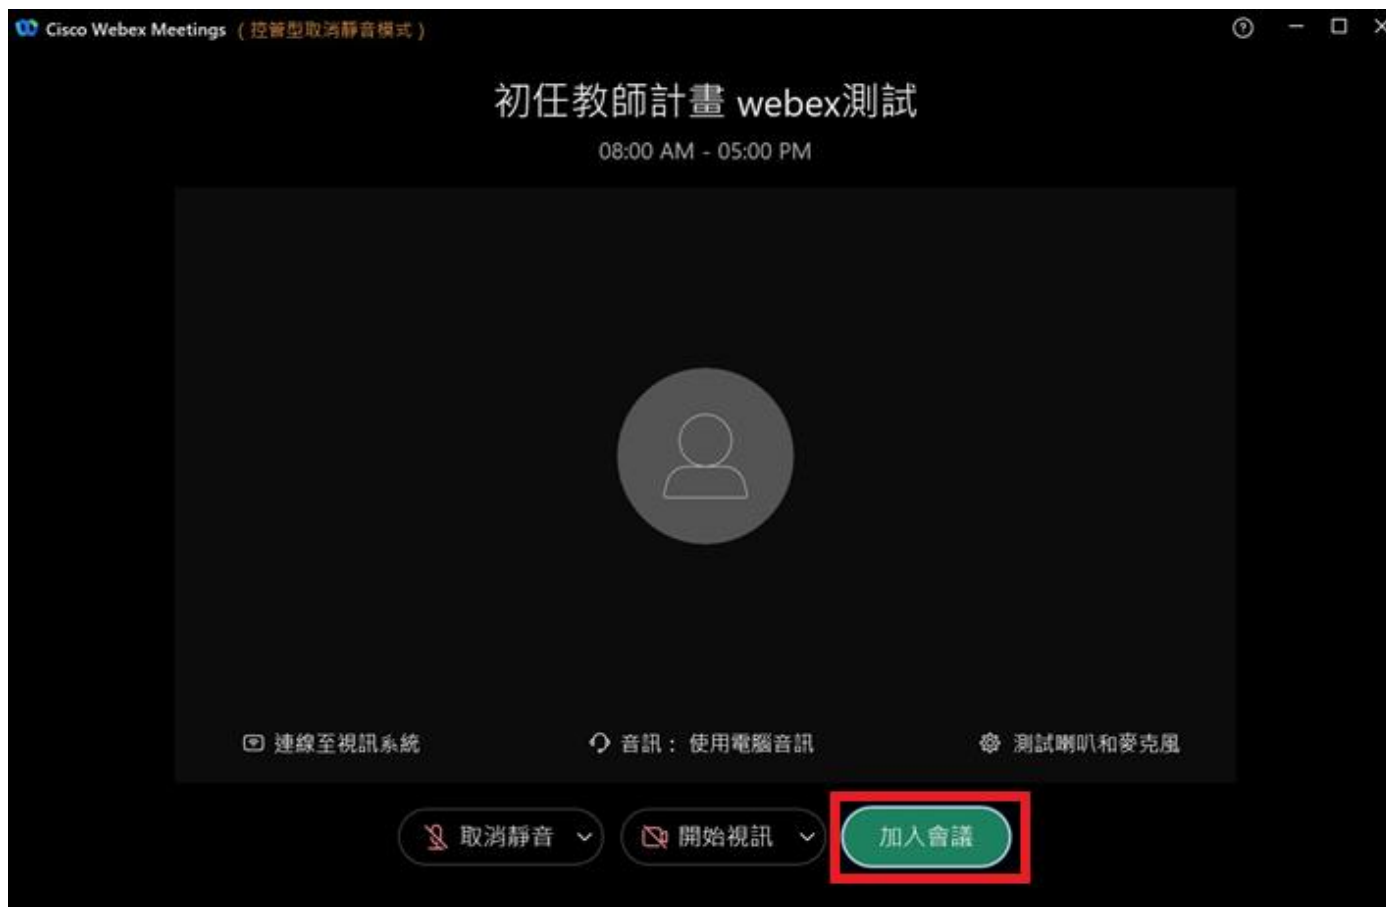 Cisco Webex Meetings （控管型取消靜音模式）
初任教師計畫 webex測試
08:00 AM - 05:00 PM
連線至視訊系統 音訊： 使用電腦音訊 測試喇叭和麥克風
取消靜音 開始視訊 加入會議